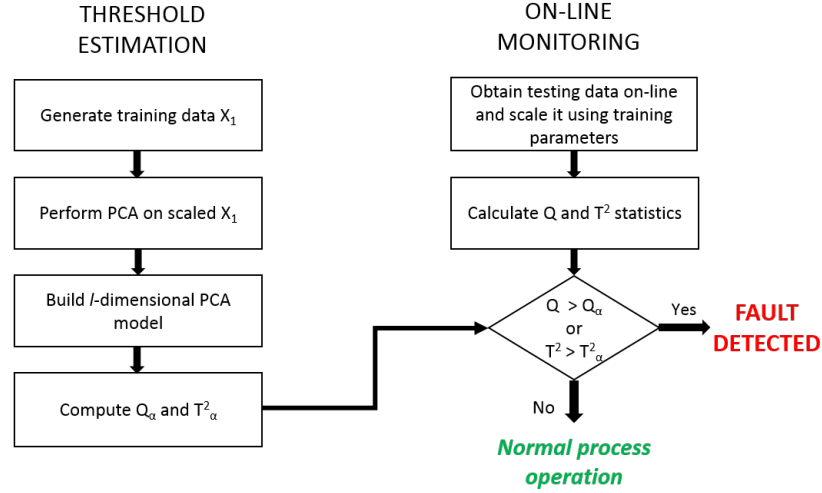 THRESHOLD
ESTIMATION
Generate training data X₁
Perform PCA on scaled X₁
Build l-dimensional PCA
model
Compute Qα and T²α
ON-LINE
MONITORING
Obtain testing data on-line
and scale it using training
parameters
Calculate Q and T² statistics
Q > Qα
or
T² > T²α
Yes
FAULT
DETECTED
No
Normal process
operation